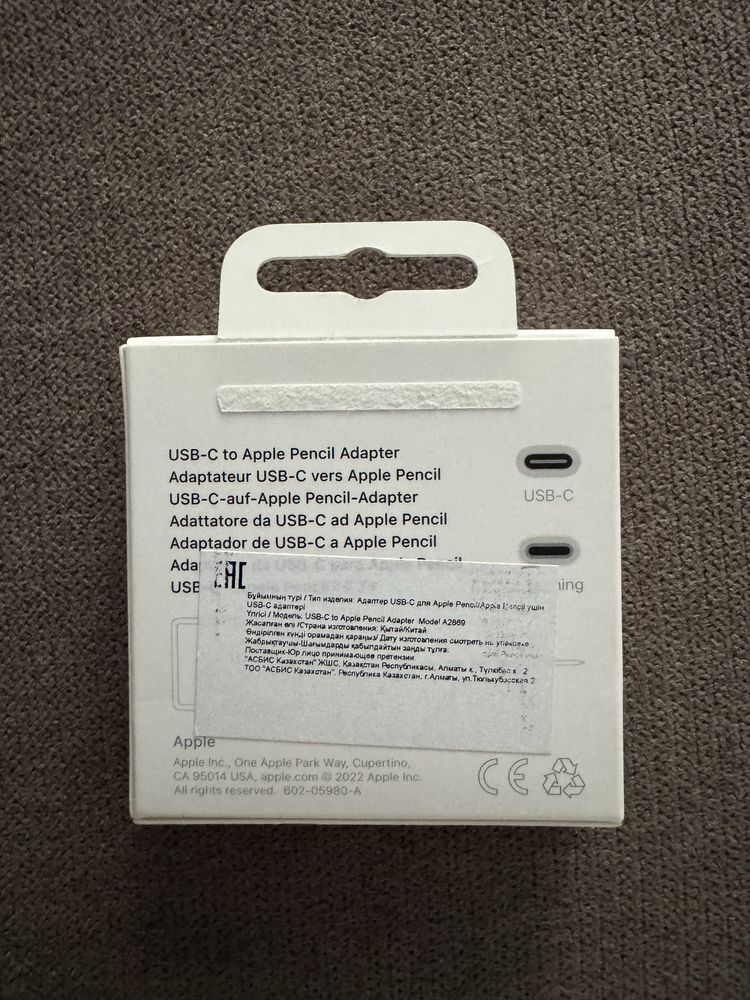 USB-C to Apple Pencil Adapter
Adaptateur USB-C vers Apple Pencil
USB-C-auf-Apple Pencil-Adapter
Adattatore da USB-C ad Apple Pencil
Adaptador de USB-C a Apple Pencil
USB-C
EAC
Бұйымның түрі / Тип изделия: Адаптер USB-C для Apple Pencil/Apple Pencil үшін
USB-C адаптері
Үлгісі / Модель: USB-C to Apple Pencil Adapter Model A2869
Жасалған елі /Страна изготовления: Қытай/Китай
Өндірілген күнді орамадан қараңыз/ Дату изготовления смотреть на упаковке
Жабрықтаушы-Шағымдарды қабылдайтын заңды тұлға:
Поставщик-Юр лицо принимающее претензии
"АСБИС Казахстан" ЖШС, Қазақстан Республикасы, Алматы к., 2
ТОО "АСБИС Казахстан", Республика Казахстан, г.Алматы, ул.Тюлькубасская 2
Apple
Apple Inc., One Apple Park Way, Cupertino,
CA 95014 USA, apple.com © 2022 Apple Inc.
All rights reserved. 602-05980-A
CE